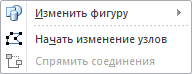 Изменить фигуру
Начать изменение узлов
Спрямить соединения